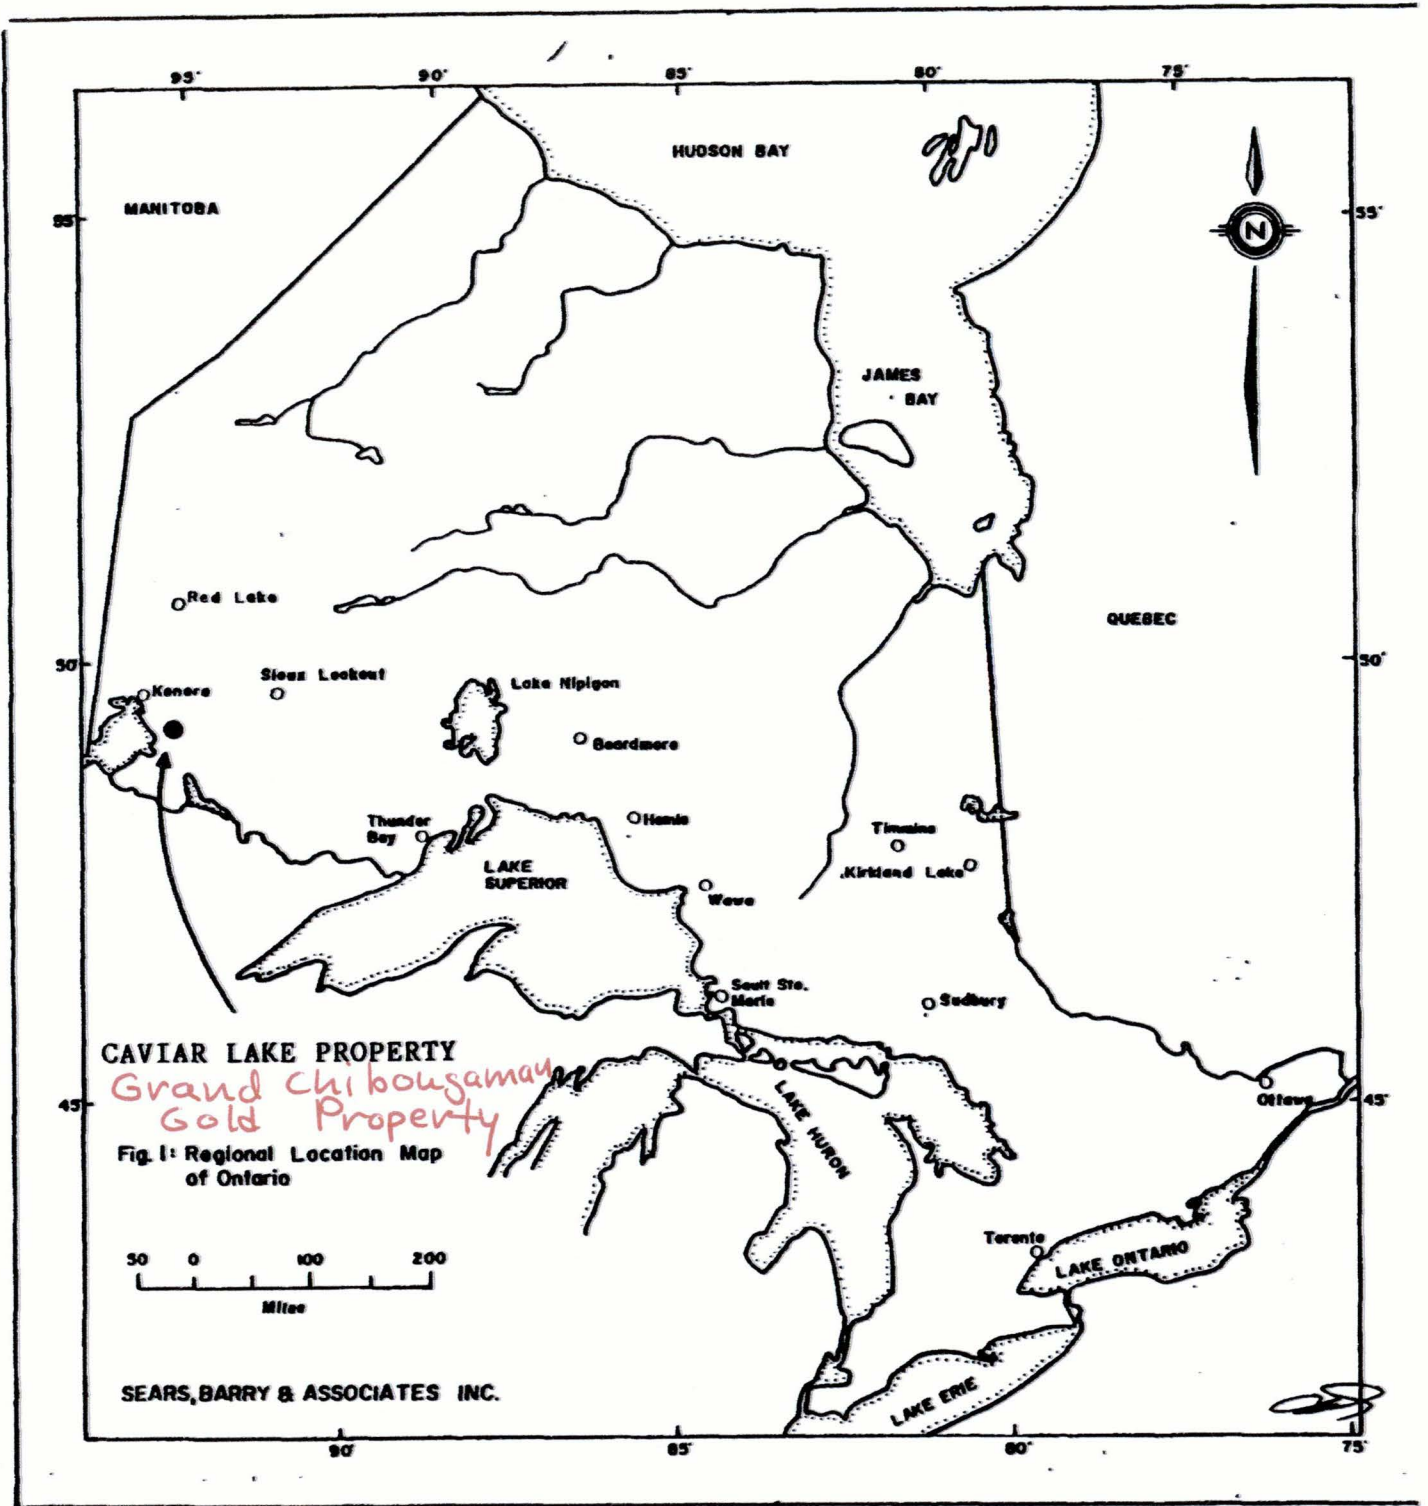 95° 90° 85° 80° 75°
HUDSON BAY
MANITOBA
55° 55°
N
JAMES
BAY
Red Lake
QUEBEC
50° 50°
Sioux Lookout
Kenora
Lake Nipigon
Beardmore
Thunder
Bay
Hemlo
Timmins
Kirkland Lake
LAKE
SUPERIOR
Wawa
Sault Ste.
Marie
Sudbury
CAVIAR LAKE PROPERTY
Grand Chibougamau
Gold Property
45° 45°
Ottawa
LAKE HURON
Fig. 1: Regional Location Map
of Ontario
Toronto
LAKE ONTARIO
50 0 100 200
Miles
LAKE ERIE
SEARS, BARRY & ASSOCIATES INC.
90° 85° 80° 75°